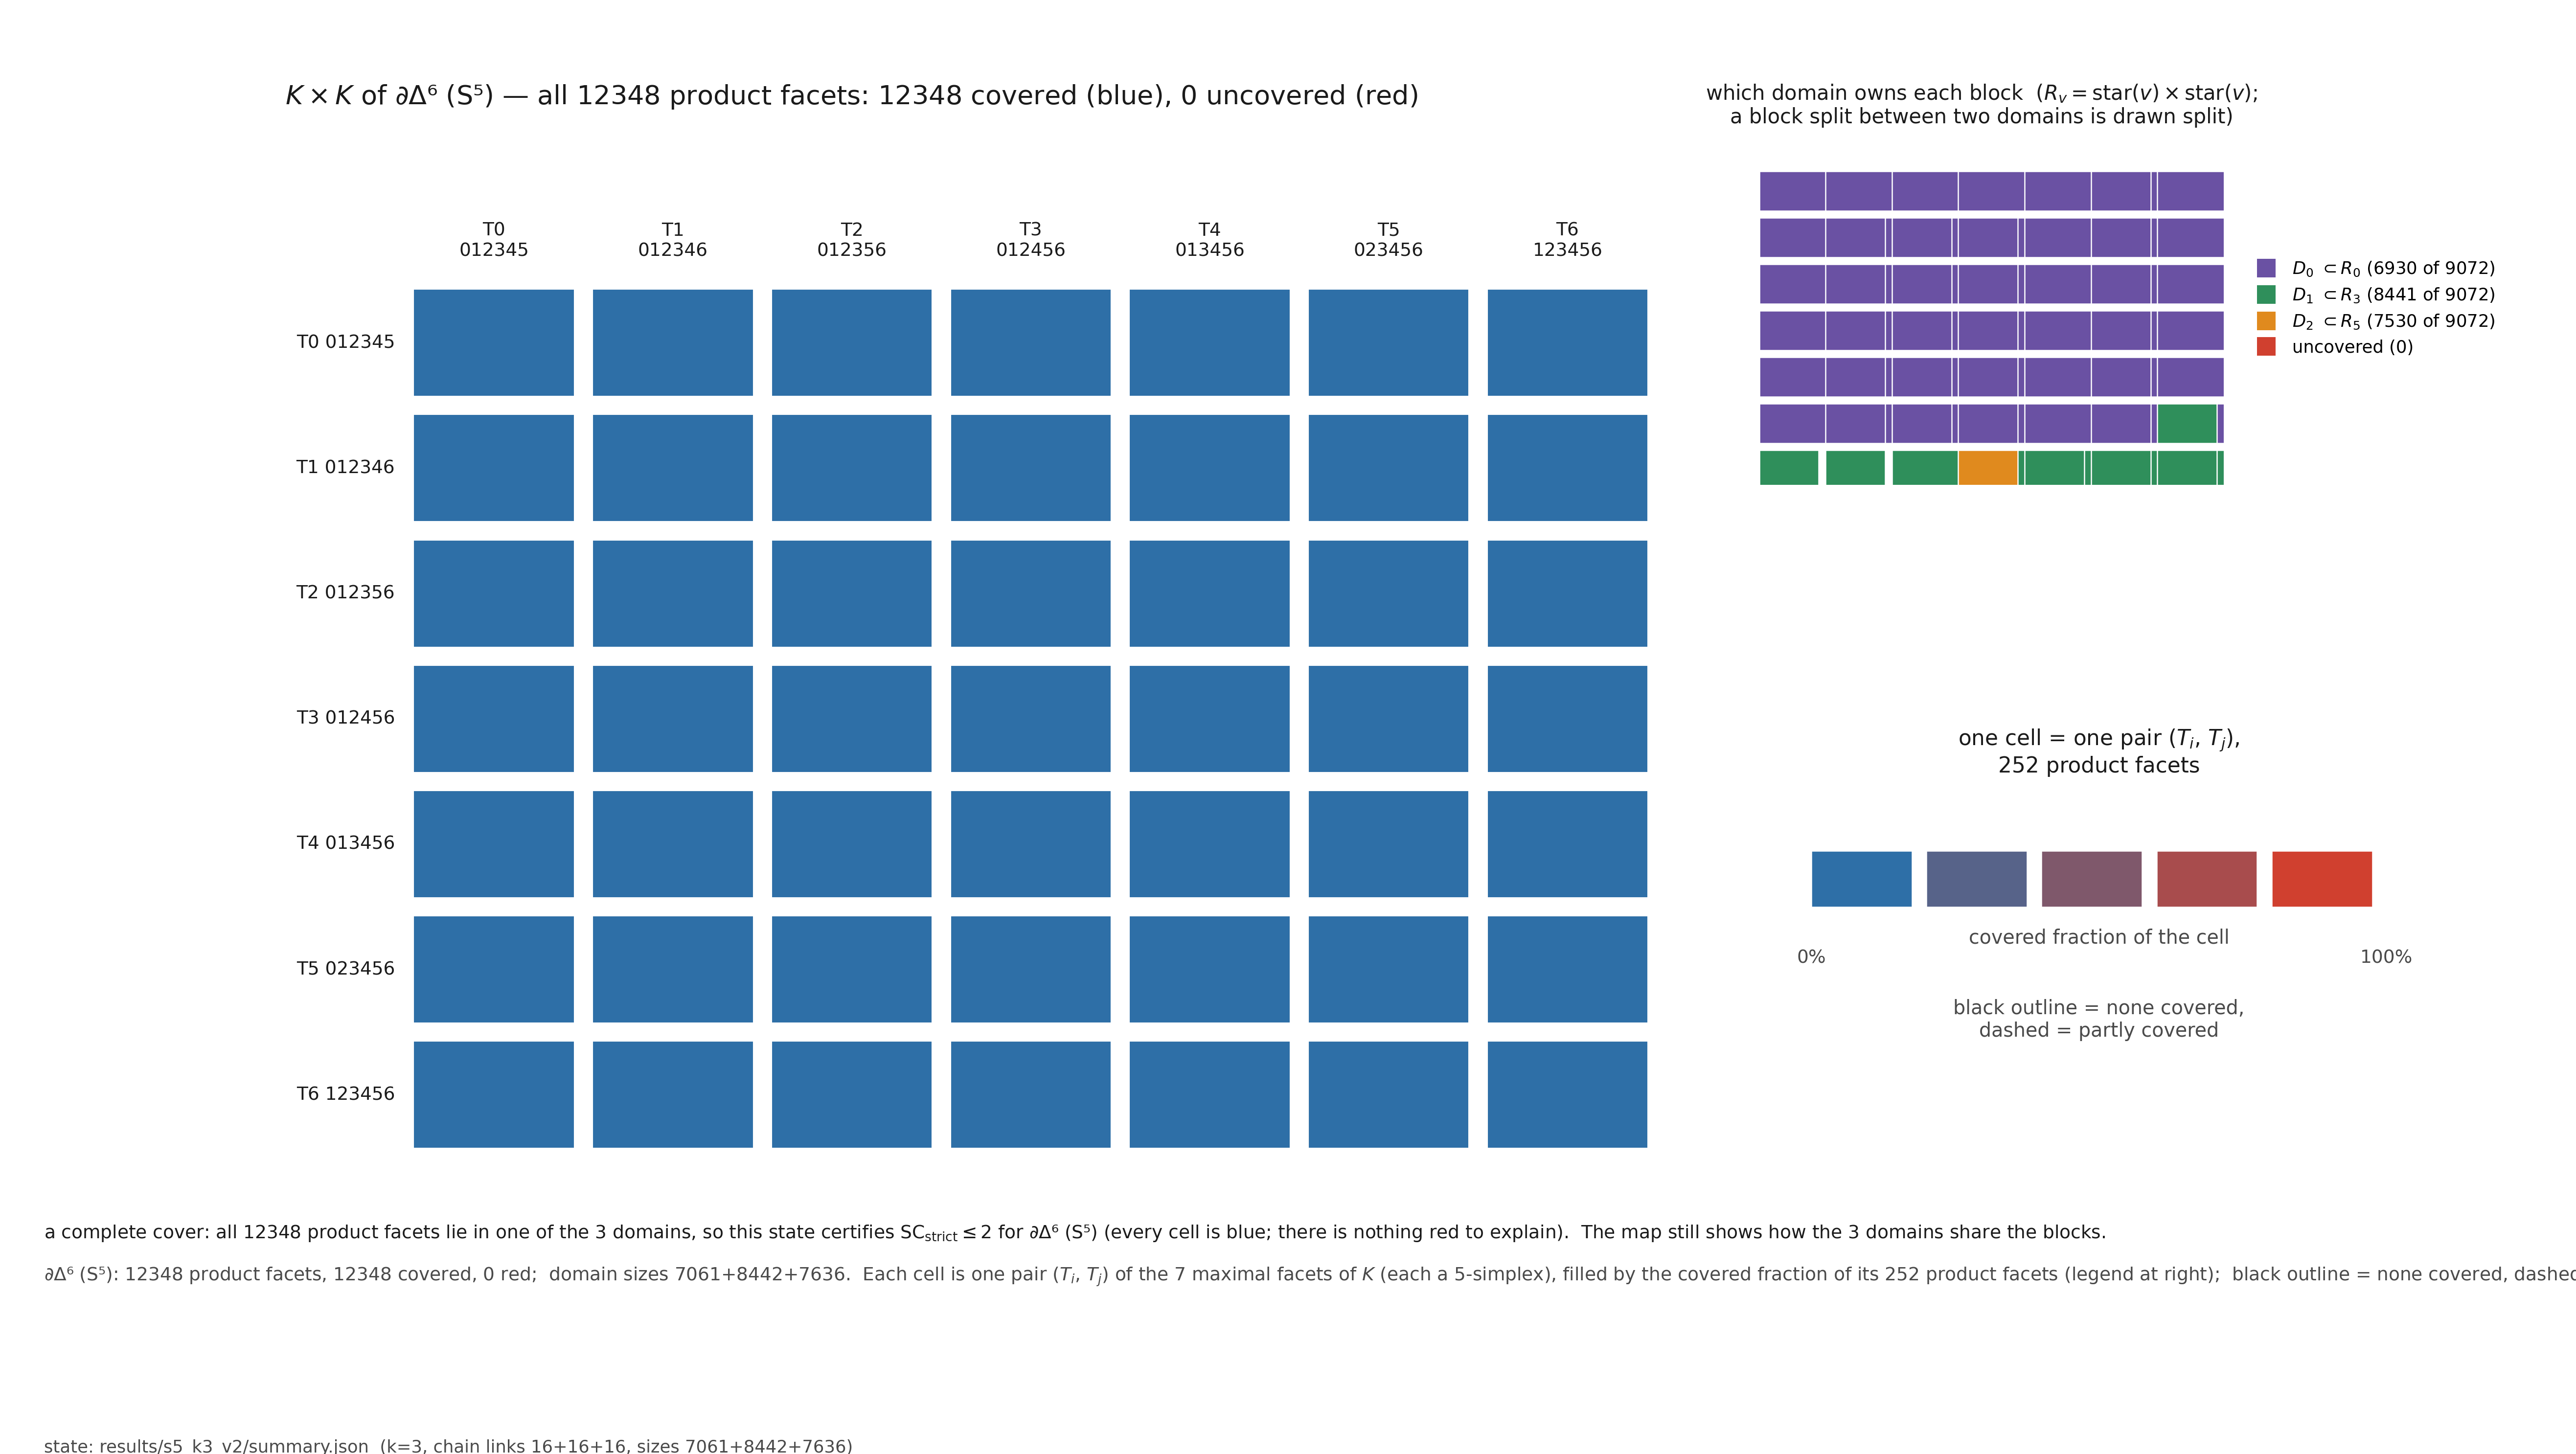 K × K of ∂Δ⁶ (S⁵) — all 12348 product facets: 12348 covered (blue), 0 uncovered (red)
which domain owns each block (Rᵥ = star(v) × star(v);
a block split between two domains is drawn split)
T0 T1 T2 T3 T4 T5 T6
012345 012346 012356 012456 013456 023456 123456
T0 012345
T1 012346
T2 012356
T3 012456
T4 013456
T5 023456
T6 123456
D₀ ⊂R₀ (6930 of 9072)
D₁ ⊂R₃ (8441 of 9072)
D₂ ⊂R₅ (7530 of 9072)
uncovered (0)
one cell = one pair (Tᵢ, Tⱼ),
252 product facets
covered fraction of the cell
0% 100%
black outline = none covered,
dashed = partly covered
a complete cover: all 12348 product facets lie in one of the 3 domains, so this state certifies SCstrict ≤ 2 for ∂Δ⁶ (S⁵) (every cell is blue; there is nothing red to explain). The map still shows how the 3 domains share the blocks.
∂Δ⁶ (S⁵): 12348 product facets, 12348 covered, 0 red; domain sizes 7061+8442+7636. Each cell is one pair (Tᵢ, Tⱼ) of the 7 maximal facets of K (each a 5-simplex), filled by the covered fraction of its 252 product facets (legend at right); black outline = none covered, dashed
state: results/s5_k3_v2/summary.json (k=3, chain links 16+16+16, sizes 7061+8442+7636)